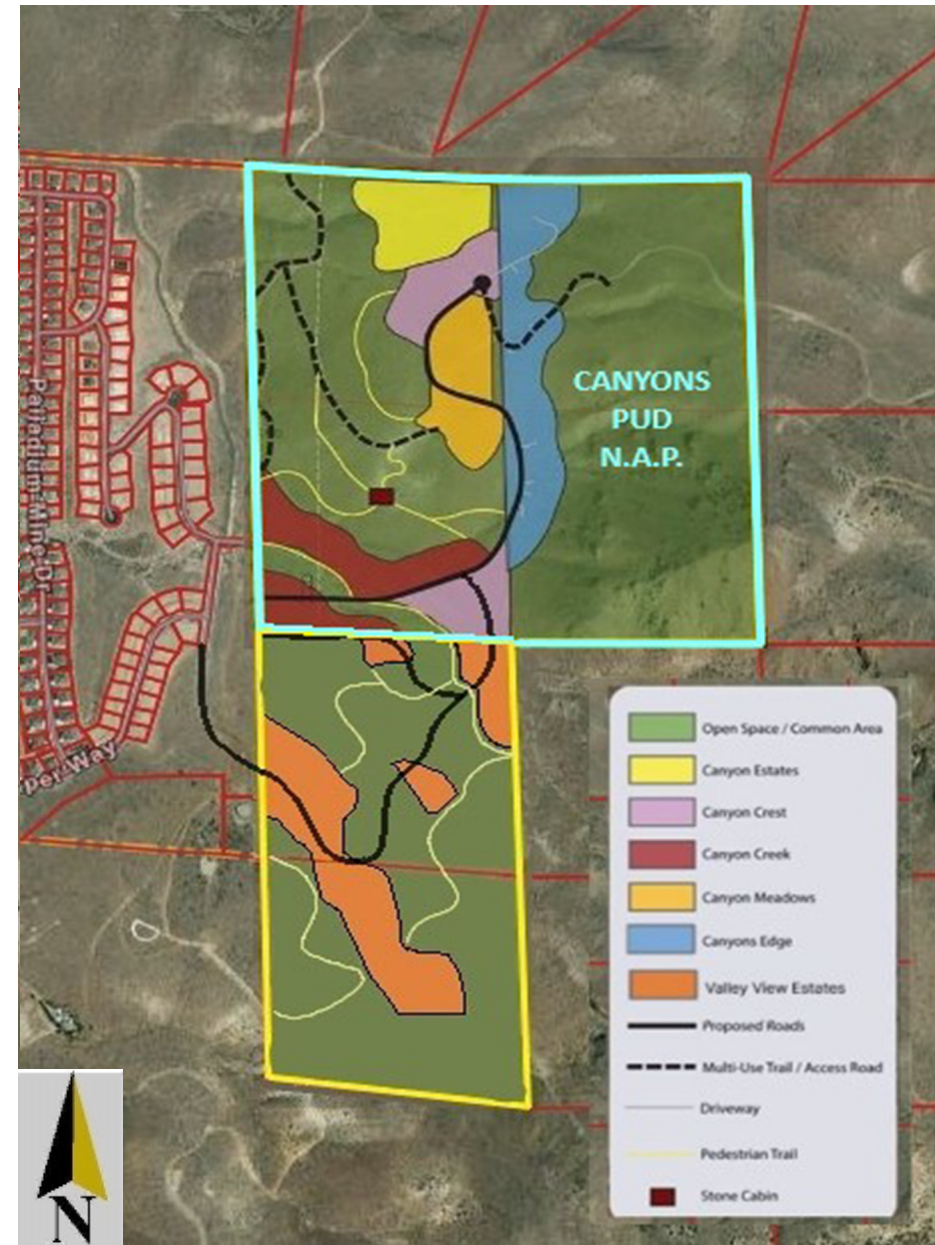 CANYONS
PUD
N.A.P.
Palladium Mine Dr
per Way
Open Space / Common Area
Canyon Estates
Canyon Crest
Canyon Creek
Canyon Meadows
Canyons Edge
Valley View Estates
Proposed Roads
Multi-Use Trail / Access Road
Driveway
Pedestrian Trail
Stone Cabin
N